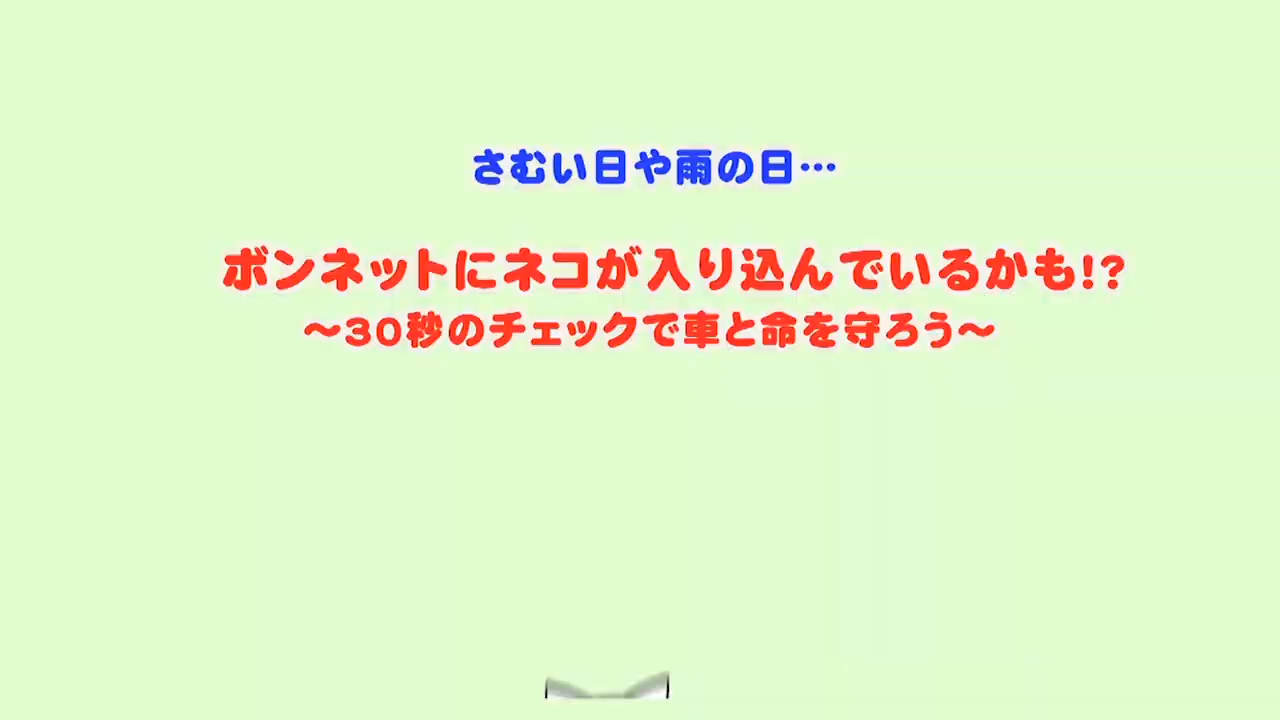 さむい日や雨の日…
ボンネットにネコが入り込んでいるかも!?
～30秒のチェックで車と命を守ろう～